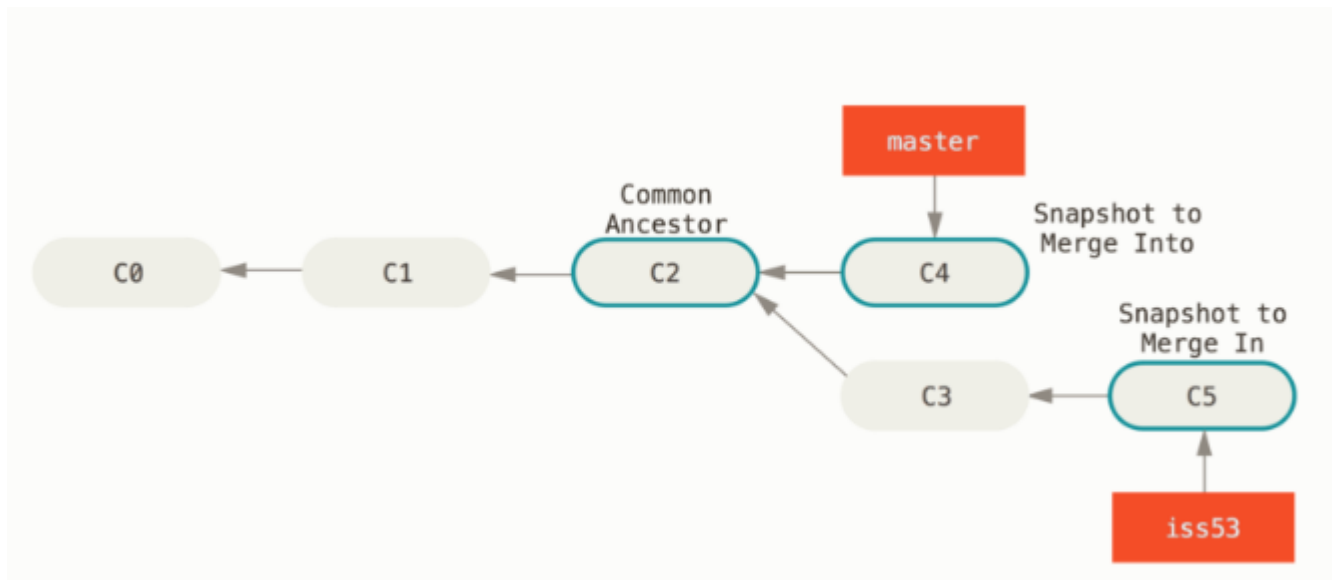 master
Common
Ancestor
Snapshot to
Merge Into
C0
C1
C2
C4
Snapshot to
Merge In
C3
C5
iss53